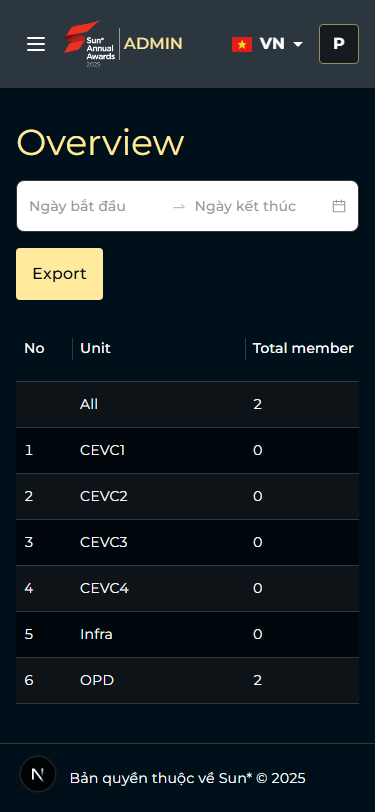 Sun*
Annual
Awards
2025
ADMIN
VN
P
Overview
Ngày bắt đầu
Ngày kết thúc
Export
No Unit Total member
All 2
1 CEVC1 0
2 CEVC2 0
3 CEVC3 0
4 CEVC4 0
5 Infra 0
6 OPD 2
N
Bản quyền thuộc về Sun* © 2025